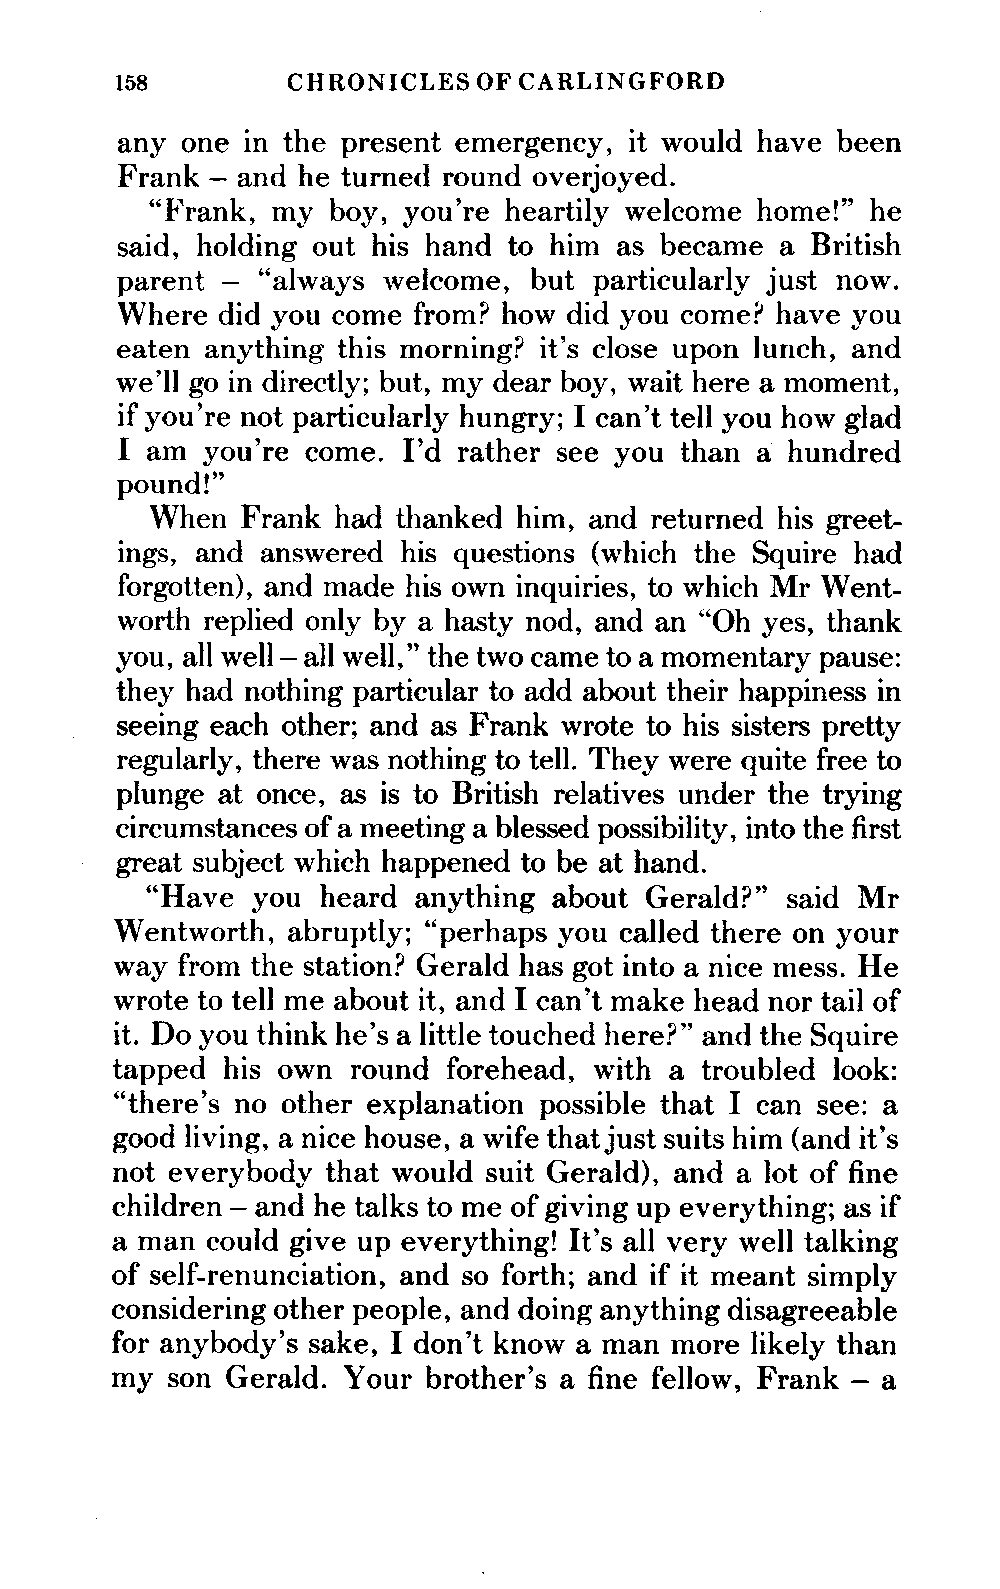 158 CHRONICLES OF CARLINGFORD
any one in the present emergency, it would have been
Frank – and he turned round overjoyed.
“Frank, my boy, you’re heartily welcome home!” he
said, holding out his hand to him as became a British
parent – “always welcome, but particularly just now.
Where did you come from? how did you come? have you
eaten anything this morning? it’s close upon lunch, and
we’ll go in directly; but, my dear boy, wait here a moment,
if you’re not particularly hungry; I can’t tell you how glad
I am you’re come. I’d rather see you than a hundred
pound!”
When Frank had thanked him, and returned his greet-
ings, and answered his questions (which the Squire had
forgotten), and made his own inquiries, to which Mr Went-
worth replied only by a hasty nod, and an “Oh yes, thank
you, all well – all well,” the two came to a momentary pause:
they had nothing particular to add about their happiness in
seeing each other; and as Frank wrote to his sisters pretty
regularly, there was nothing to tell. They were quite free to
plunge at once, as is to British relatives under the trying
circumstances of a meeting a blessed possibility, into the first
great subject which happened to be at hand.
“Have you heard anything about Gerald?” said Mr
Wentworth, abruptly; “perhaps you called there on your
way from the station? Gerald has got into a nice mess. He
wrote to tell me about it, and I can’t make head nor tail of
it. Do you think he’s a little touched here?” and the Squire
tapped his own round forehead, with a troubled look:
“there’s no other explanation possible that I can see: a
good living, a nice house, a wife that just suits him (and it’s
not everybody that would suit Gerald), and a lot of fine
children – and he talks to me of giving up everything; as if
a man could give up everything! It’s all very well talking
of self-renunciation, and so forth; and if it meant simply
considering other people, and doing anything disagreeable
for anybody’s sake, I don’t know a man more likely than
my son Gerald. Your brother’s a fine fellow, Frank – a